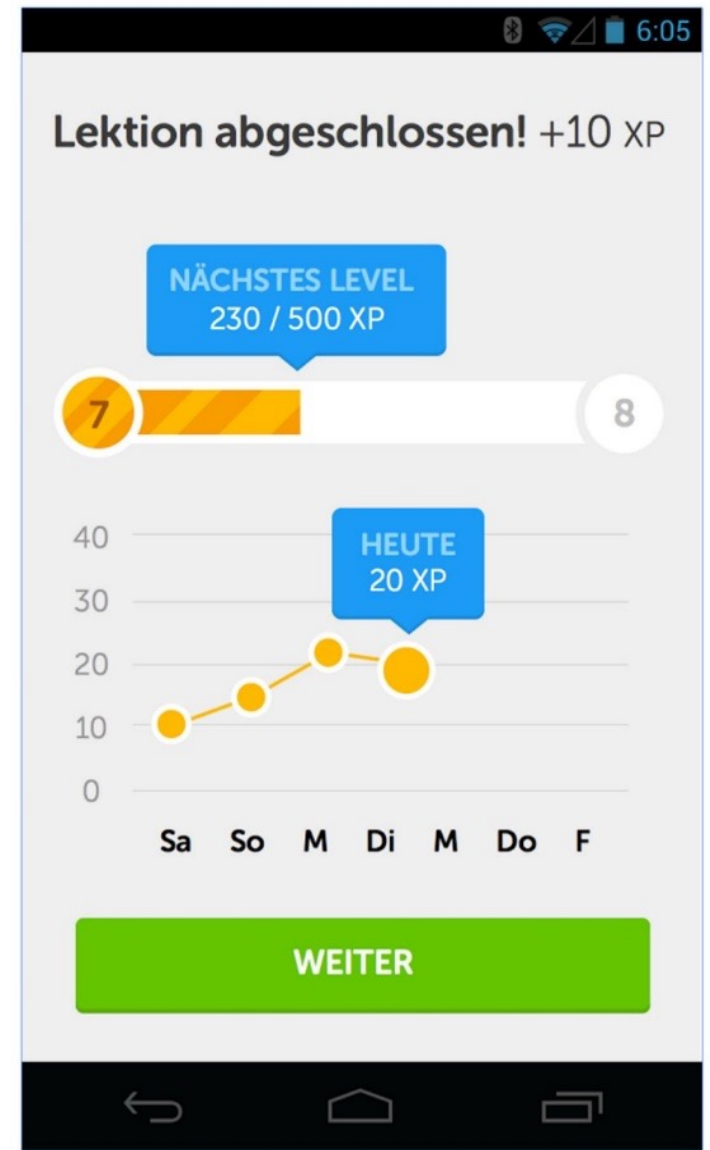 6:05
Lektion abgeschlossen! +10 XP
NÄCHSTES LEVEL
230 / 500 XP
7 8
40
HEUTE
20 XP
30
20
10
0
Sa So M Di M Do F
WEITER